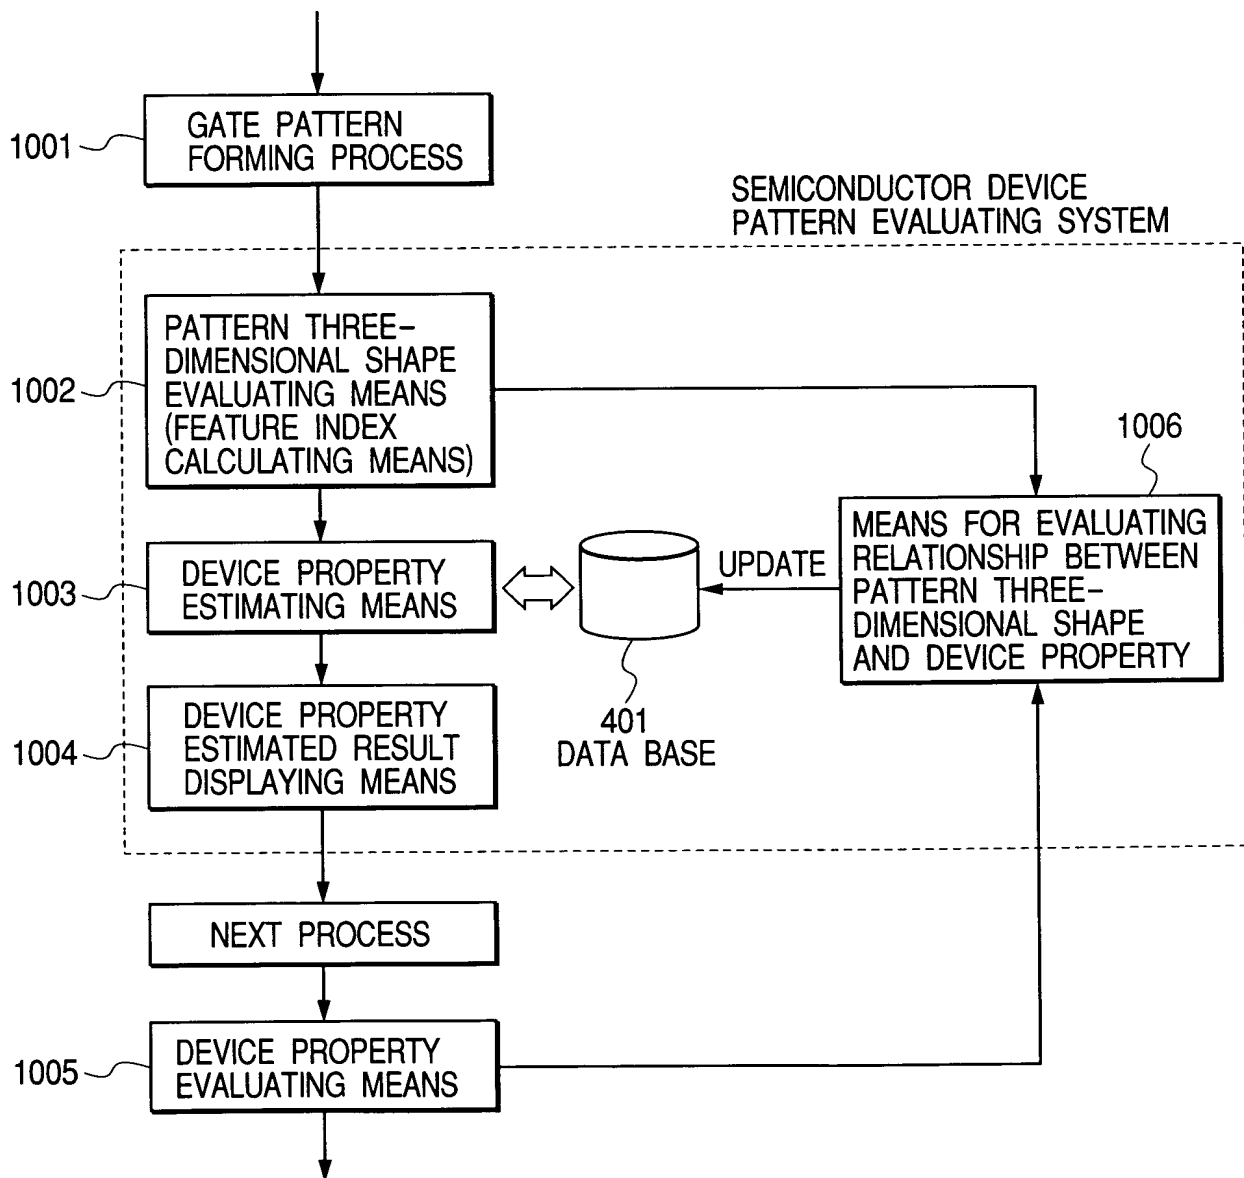 1001
GATE PATTERN
FORMING PROCESS
SEMICONDUCTOR DEVICE
PATTERN EVALUATING SYSTEM
1002
PATTERN THREE-
DIMENSIONAL SHAPE
EVALUATING MEANS
(FEATURE INDEX
CALCULATING MEANS)
1006
MEANS FOR EVALUATING
RELATIONSHIP BETWEEN
PATTERN THREE-
DIMENSIONAL SHAPE
AND DEVICE PROPERTY
UPDATE
1003
DEVICE PROPERTY
ESTIMATING MEANS
401
DATA BASE
1004
DEVICE PROPERTY
ESTIMATED RESULT
DISPLAYING MEANS
NEXT PROCESS
1005
DEVICE PROPERTY
EVALUATING MEANS